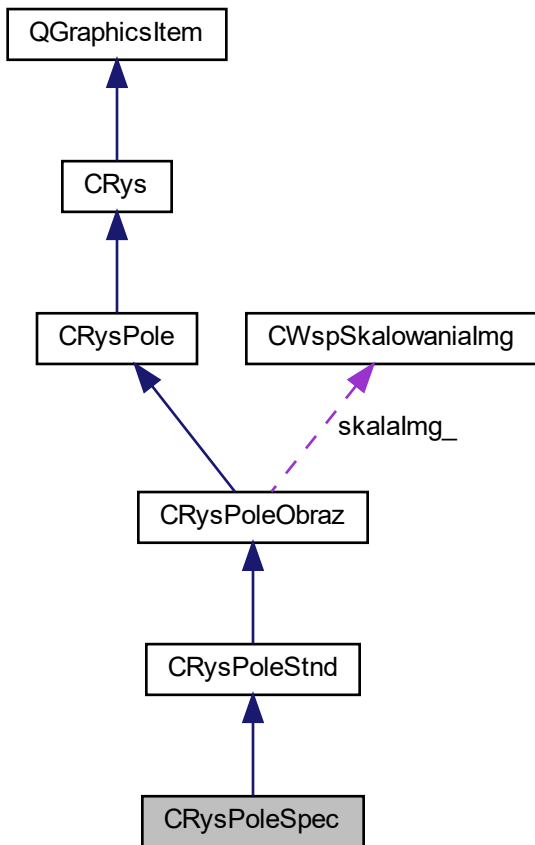 QGraphicsItem
CRys
CRysPole
CWspSkalowaniaImg
skalaImg_
CRysPoleObraz
CRysPoleStnd
CRysPoleSpec